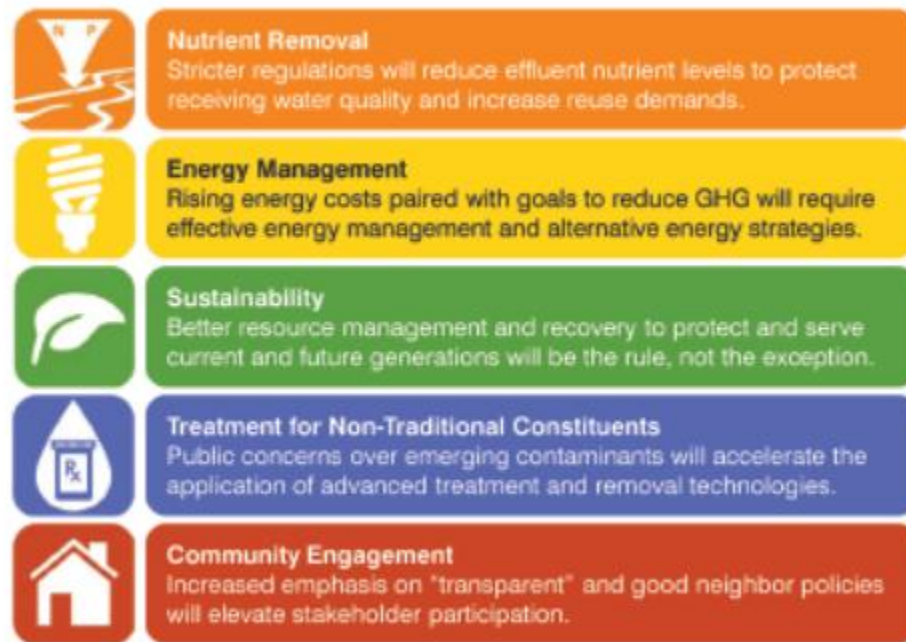 N P
Nutrient Removal
Stricter regulations will reduce effluent nutrient levels to protect
receiving water quality and increase reuse demands.
Energy Management
Rising energy costs paired with goals to reduce GHG will require
effective energy management and alternative energy strategies.
Sustainability
Better resource management and recovery to protect and serve
current and future generations will be the rule, not the exception.
Rx
Treatment for Non-Traditional Constituents
Public concerns over emerging contaminants will accelerate the
application of advanced treatment and removal technologies.
Community Engagement
Increased emphasis on "transparent" and good neighbor policies
will elevate stakeholder participation.